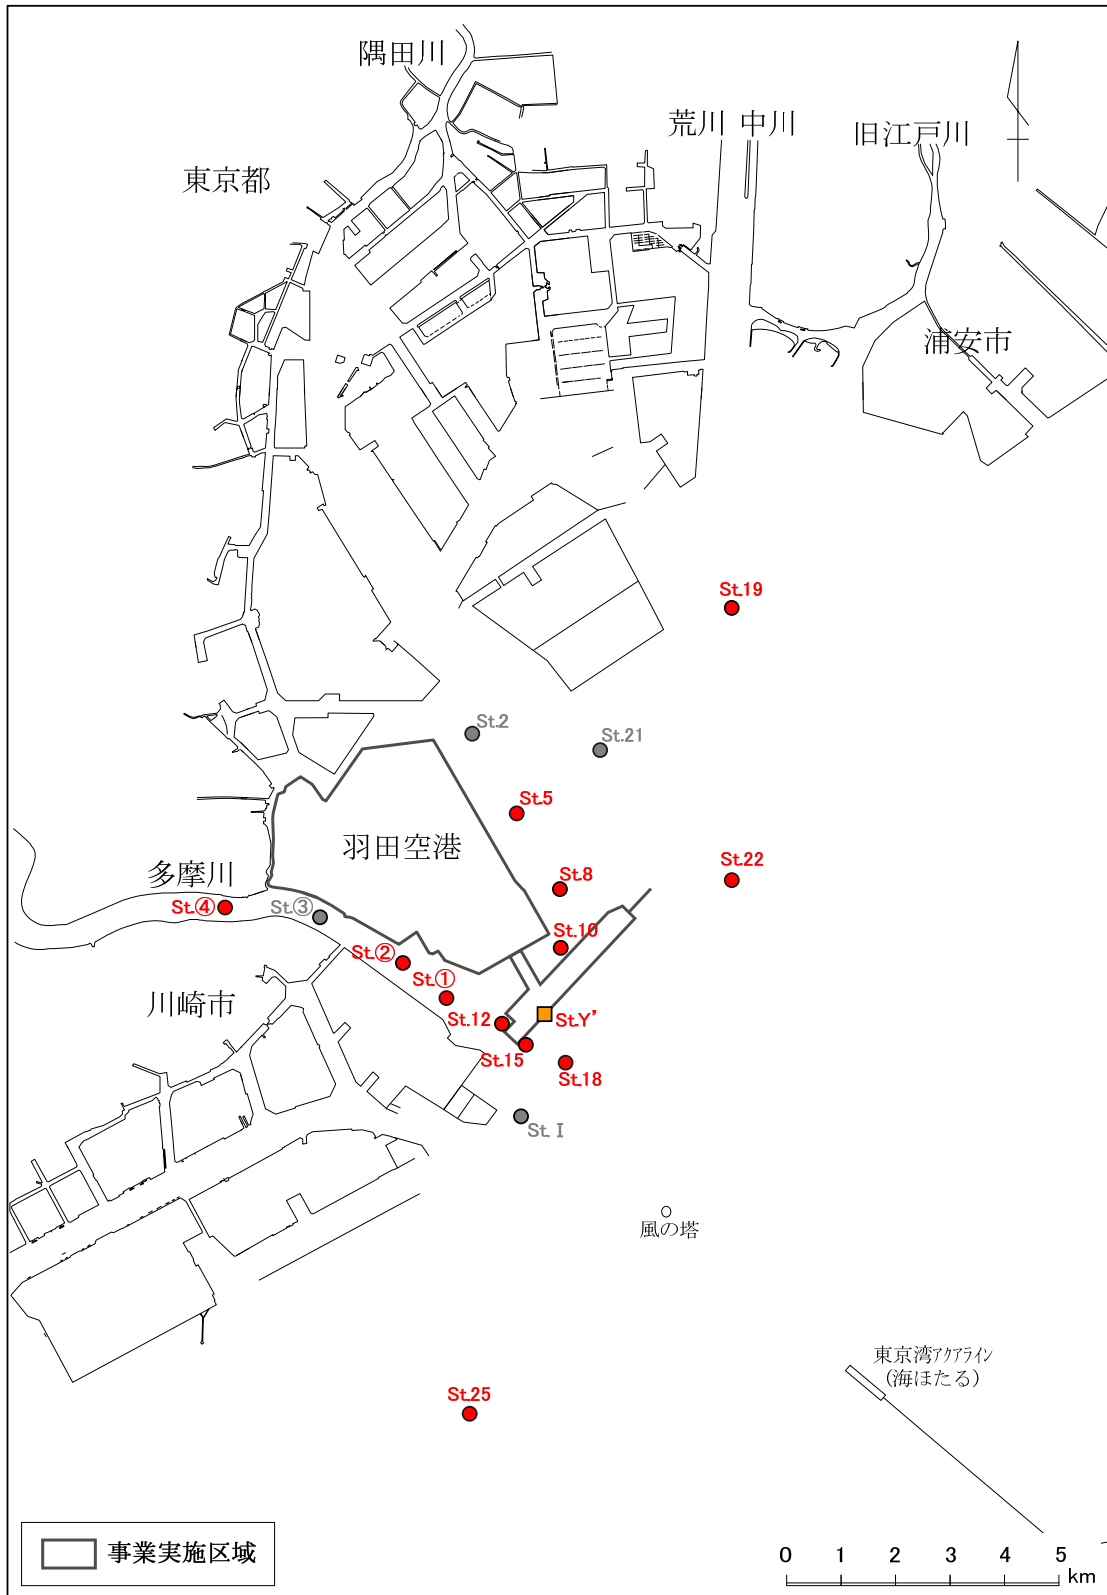 隅田川
荒川 中川
旧江戸川
東京都
浦安市
St.19
St.2
St.21
St.5
羽田空港
St.22
多摩川
St.8
St.④
St.③
St.10
St.②
St.①
川崎市
St.12
St.Y’
St.15
St.18
St.Ⅰ
風の塔
東京湾アクアライン
(海ほたる)
St.25
事業実施区域
0 1 2 3 4 5
km